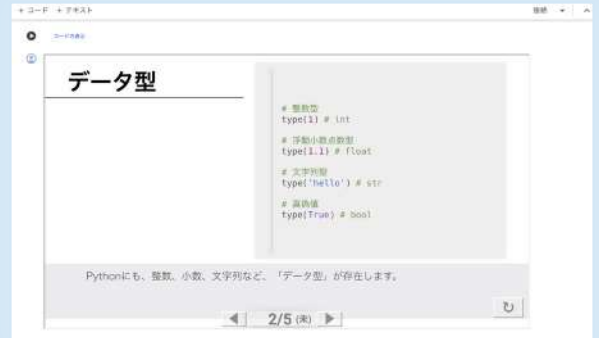 + コード + テキスト
接続
コードの表示
データ型
# 整数型
type(1) # int
# 浮動小数点数型
type(1.1) # float
# 文字列型
type('hello') # str
# 真偽値
type(True) # bool
Pythonにも、整数、小数、文字列など、「データ型」が存在します。
2/5 (未)